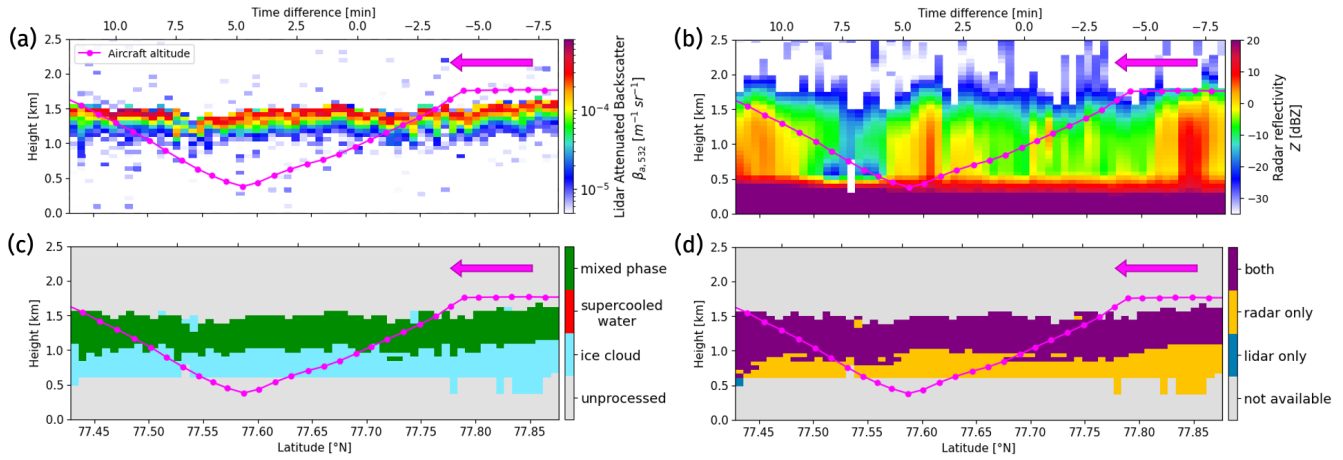 Time difference [min]
10.0 7.5 5.0 2.5 0.0 −2.5 −5.0 −7.5
(a)
Aircraft altitude
Height [km]
2.5
2.0
1.5
1.0
0.5
0.0
10⁻⁴
10⁻⁵
Lidar Attenuated Backscatter
βa,532 [m⁻¹ sr⁻¹]
Time difference [min]
10.0 7.5 5.0 2.5 0.0 −2.5 −5.0 −7.5
(b)
Height [km]
2.5
2.0
1.5
1.0
0.5
0.0
20
10
0
−10
−20
−30
Radar reflectivity
Z [dBZ]
(c)
Height [km]
2.5
2.0
1.5
1.0
0.5
0.0
77.45 77.50 77.55 77.60 77.65 77.70 77.75 77.80 77.85
Latitude [°N]
mixed phase
supercooled
water
ice cloud
unprocessed
(d)
Height [km]
2.5
2.0
1.5
1.0
0.5
0.0
77.45 77.50 77.55 77.60 77.65 77.70 77.75 77.80 77.85
Latitude [°N]
both
radar only
lidar only
not available